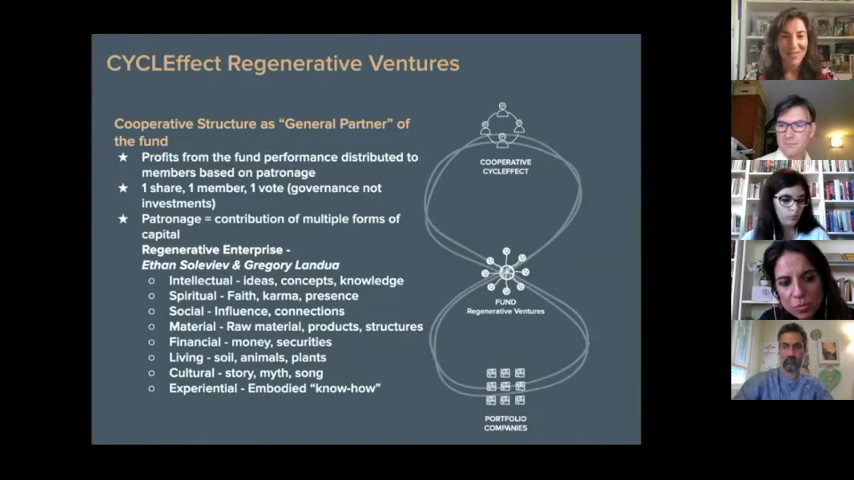 CYCLEffect Regenerative Ventures
Cooperative Structure as “General Partner” of
the fund
★ Profits from the fund performance distributed to
members based on patronage
★ 1 share, 1 member, 1 vote (governance not
investments)
★ Patronage = contribution of multiple forms of
capital
Regenerative Enterprise -
Ethan Soleviev & Gregory Landua
○ Intellectual - ideas, concepts, knowledge
○ Spiritual - Faith, karma, presence
○ Social - Influence, connections
○ Material - Raw material, products, structures
○ Financial - money, securities
○ Living - soil, animals, plants
○ Cultural - story, myth, song
○ Experiential - Embodied “know-how”
COOPERATIVE
CYCLEFFECT
FUND
Regenerative Ventures
PORTFOLIO
COMPANIES